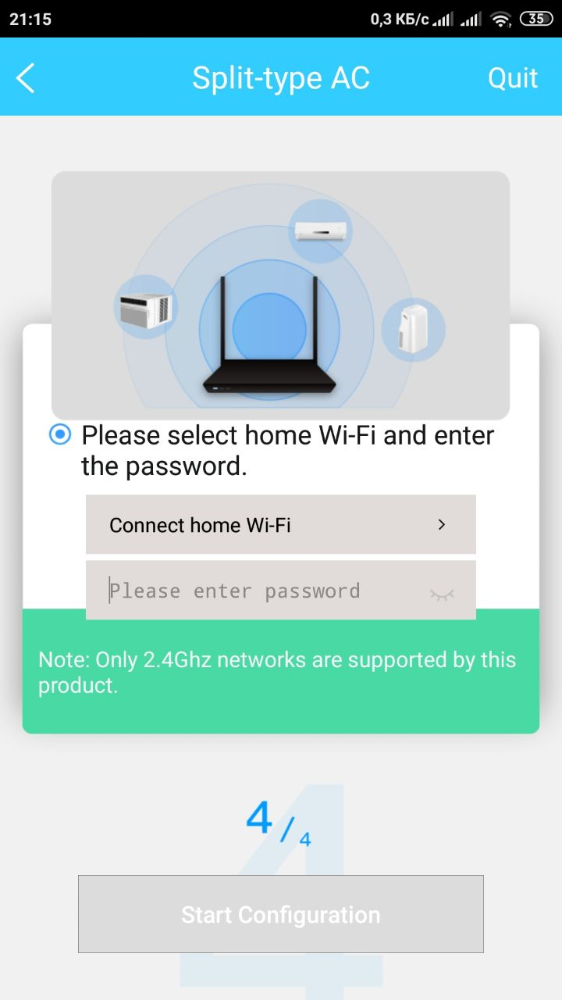 21:15 0,3 КБ/с 35
Split-type AC Quit
Please select home Wi-Fi and enter
the password.
Connect home Wi-Fi
Please enter password
Note: Only 2.4Ghz networks are supported by this
product.
4/4
Start Configuration